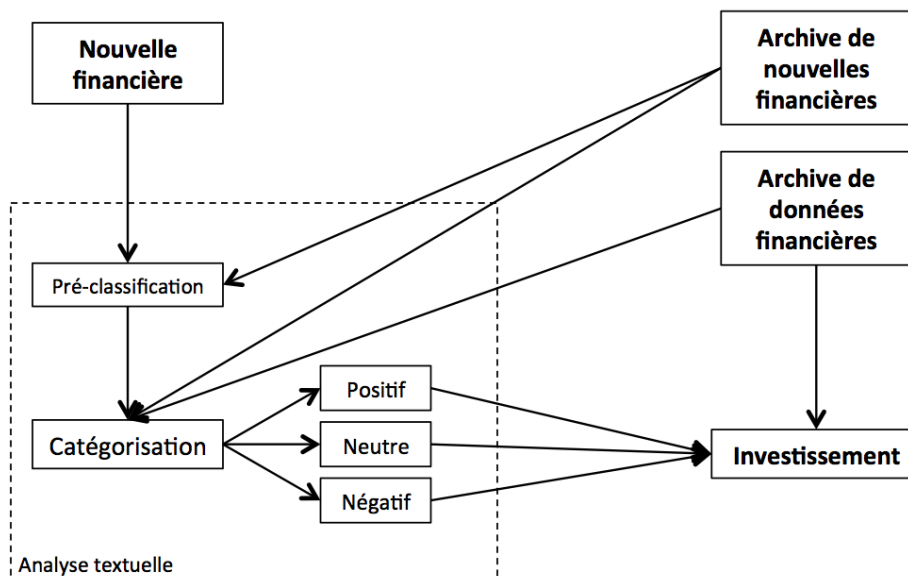 Nouvelle
financière
Archive de
nouvelles
financières
Archive de
données
financières
Pré-classification
Positif
Catégorisation
Neutre
Investissement
Négatif
Analyse textuelle